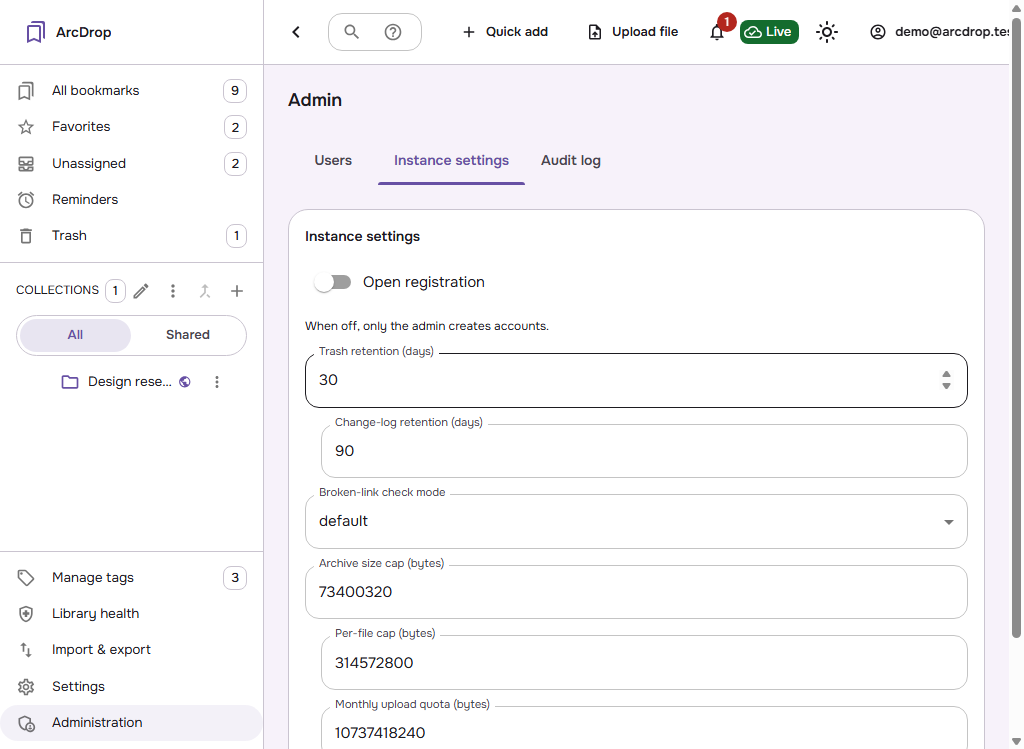 ArcDrop
Quick add
Upload file
1
Live
demo@arcdrop.tes
All bookmarks 9
Favorites 2
Unassigned 2
Reminders
Trash 1
COLLECTIONS 1
All
Shared
Design rese...
Manage tags 3
Library health
Import & export
Settings
Administration
Admin
Users
Instance settings
Audit log
Instance settings
Open registration
When off, only the admin creates accounts.
Trash retention (days)
30
Change-log retention (days)
90
Broken-link check mode
default
Archive size cap (bytes)
73400320
Per-file cap (bytes)
314572800
Monthly upload quota (bytes)
10737418240